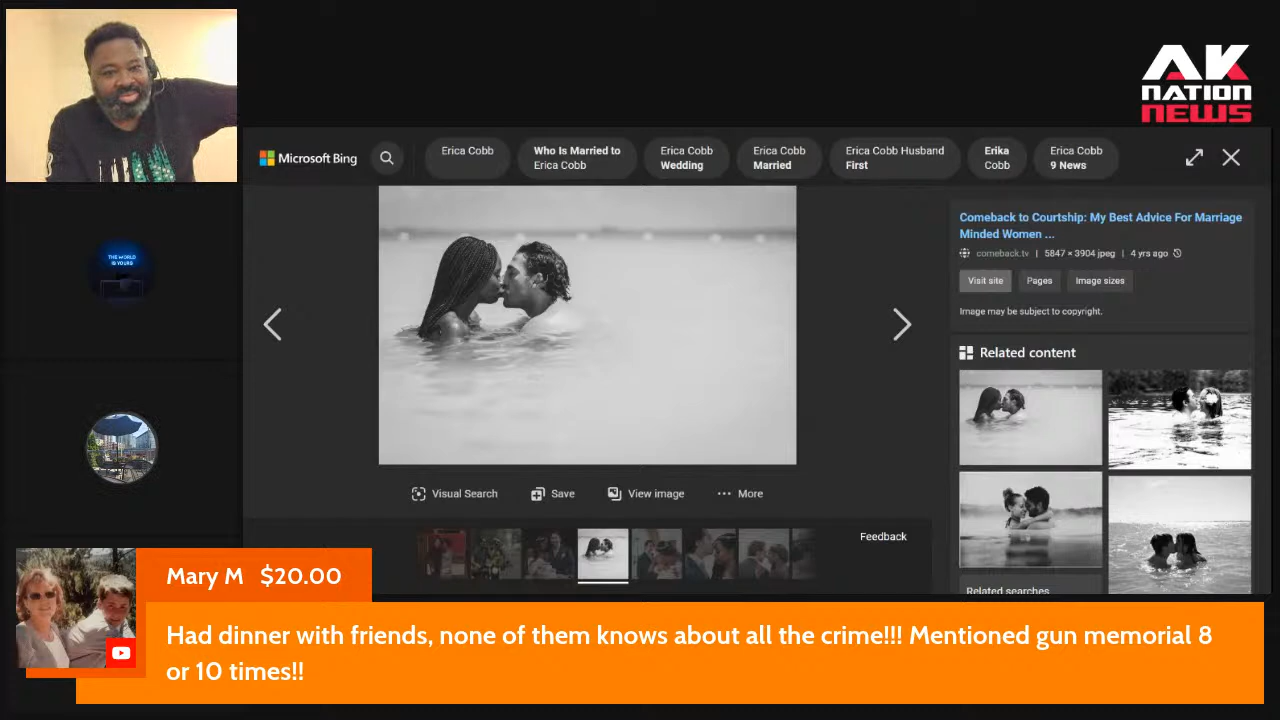 AK
NATION
NEWS
Microsoft Bing
Erica Cobb
Who Is Married to
Erica Cobb
Erica Cobb
Wedding
Erica Cobb
Married
Erica Cobb Husband
First
Erika
Cobb
Erica Cobb
9 News
Comeback to Courtship: My Best Advice For Marriage
Minded Women ...
comeback.tv | 5847 × 3904 jpeg | 4 yrs ago
Visit site
Pages
Image sizes
Image may be subject to copyright.
Related content
THE WORLD
IS YOURS
Visual Search
Save
View image
More
Feedback
Related searches
Mary M $20.00
Had dinner with friends, none of them knows about all the crime!!! Mentioned gun memorial 8
or 10 times!!